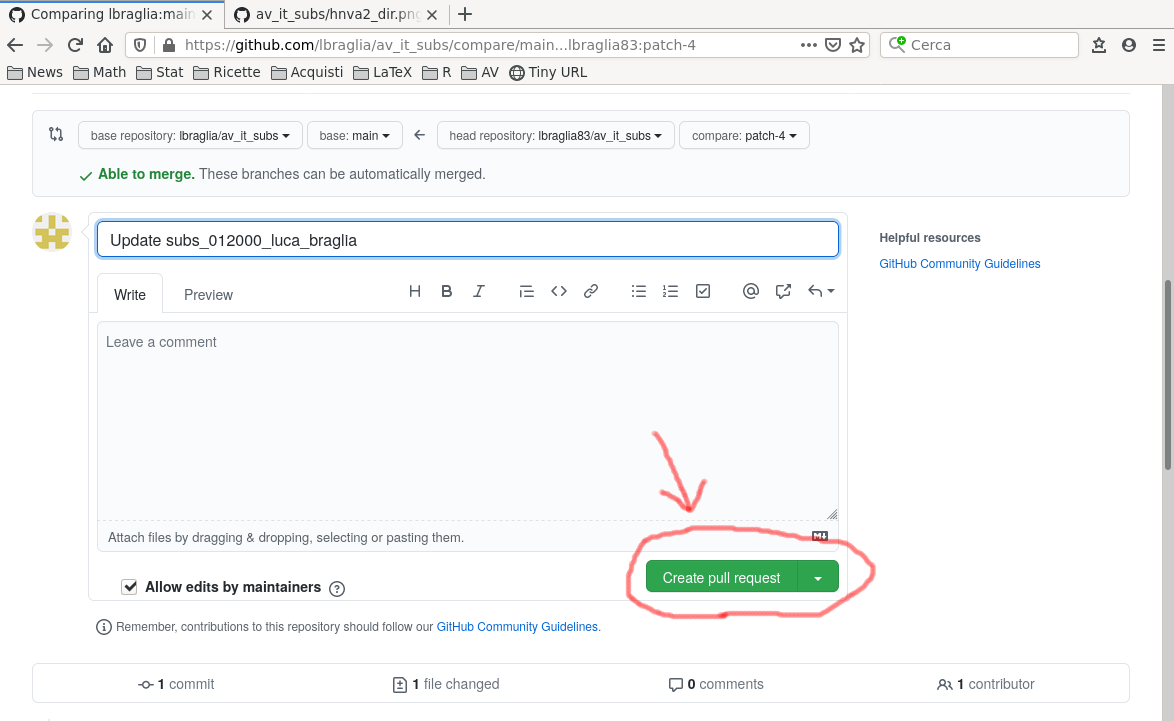 Comparing lbraglia:main
av_it_subs/hnva2_dir.png
https://github.com/lbraglia/av_it_subs/compare/main...lbraglia83:patch-4
Cerca
News Math Stat Ricette Acquisti LaTeX R AV Tiny URL
base repository: lbraglia/av_it_subs base: main head repository: lbraglia83/av_it_subs compare: patch-4
Able to merge. These branches can be automatically merged.
Update subs_012000_luca_braglia
Helpful resources
GitHub Community Guidelines
Write Preview
Leave a comment
Attach files by dragging & dropping, selecting or pasting them.
Create pull request
Allow edits by maintainers
Remember, contributions to this repository should follow our GitHub Community Guidelines.
1 commit 1 file changed 0 comments 1 contributor